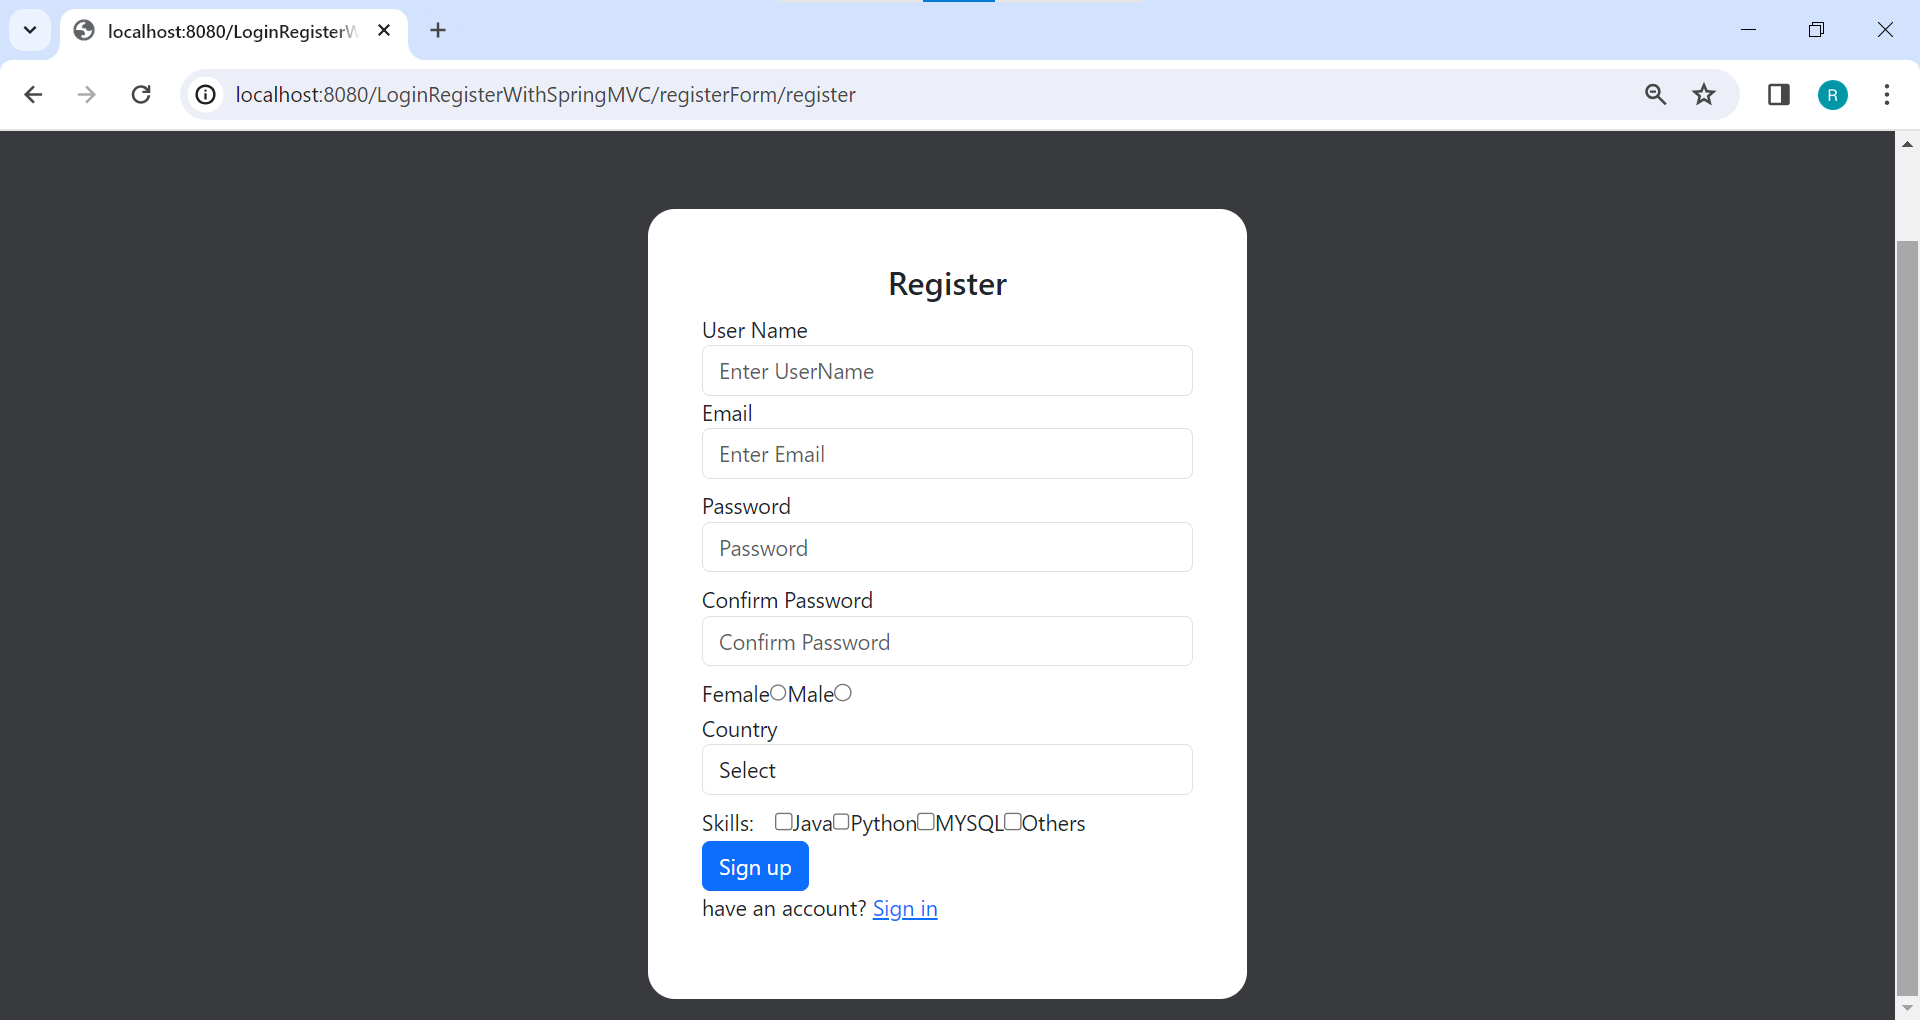 localhost:8080/LoginRegisterW
localhost:8080/LoginRegisterWithSpringMVC/registerForm/register
R
Register
User Name
Enter UserName
Email
Enter Email
Password
Password
Confirm Password
Confirm Password
Female Male
Country
Select
Skills: Java Python MYSQL Others
Sign up
have an account? Sign in